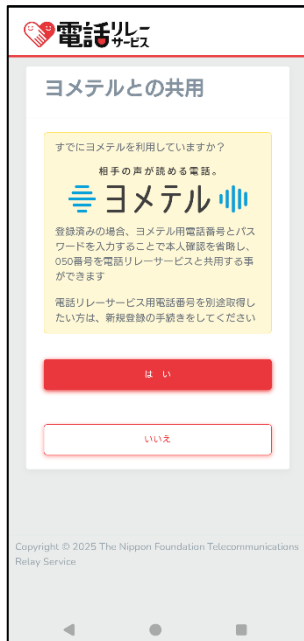 電話リレーサービス
ヨメテルとの共用
すでにヨメテルを利用していますか？
相手の声が読める電話。
ヨメテル
登録済みの場合、ヨメテル用電話番号とパス
ワードを入力することで本人確認を省略し、
050番号を電話リレーサービスと共用する事
ができます
電話リレーサービス用電話番号を別途取得し
たい方は、新規登録の手続きをしてください
はい
いいえ
Copyright © 2025 The Nippon Foundation Telecommunications
Relay Service